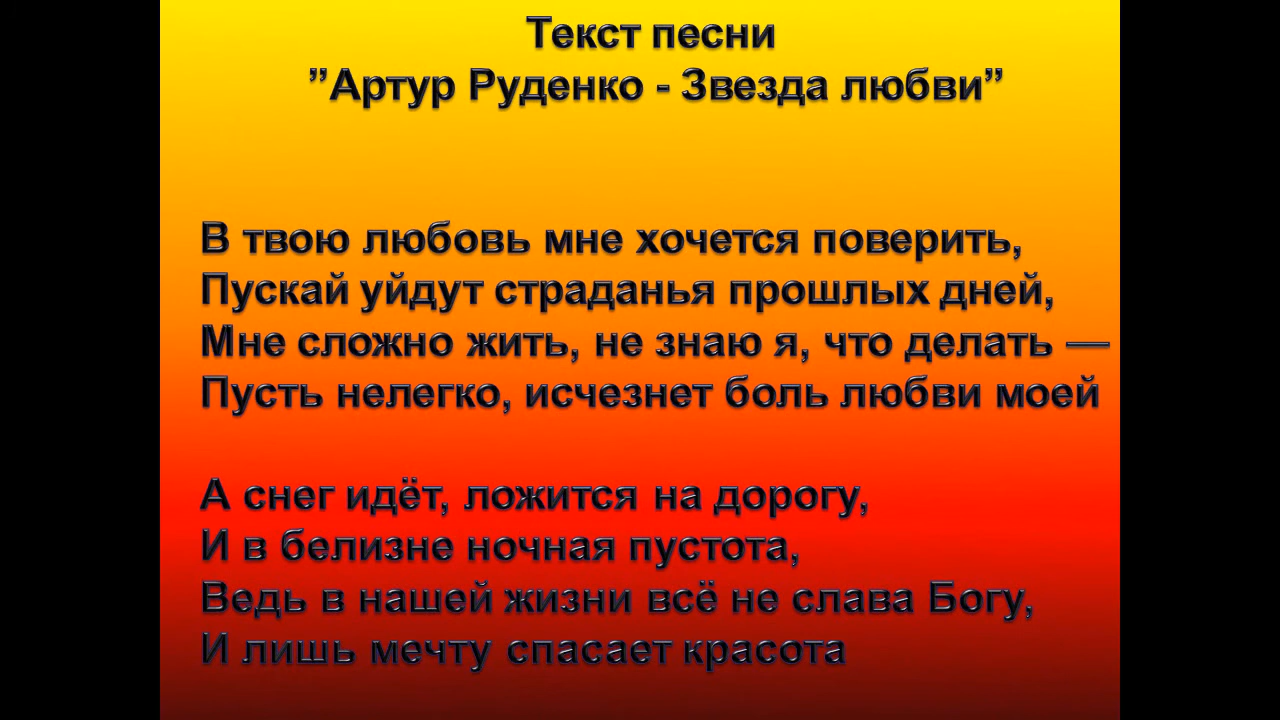 Текст песни
”Артур Руденко - Звезда любви”
В твою любовь мне хочется поверить,
Пускай уйдут страданья прошлых дней,
Мне сложно жить, не знаю я, что делать —
Пусть нелегко, исчезнет боль любви моей
А снег идёт, ложится на дорогу,
И в белизне ночная пустота,
Ведь в нашей жизни всё не слава Богу,
И лишь мечту спасает красота